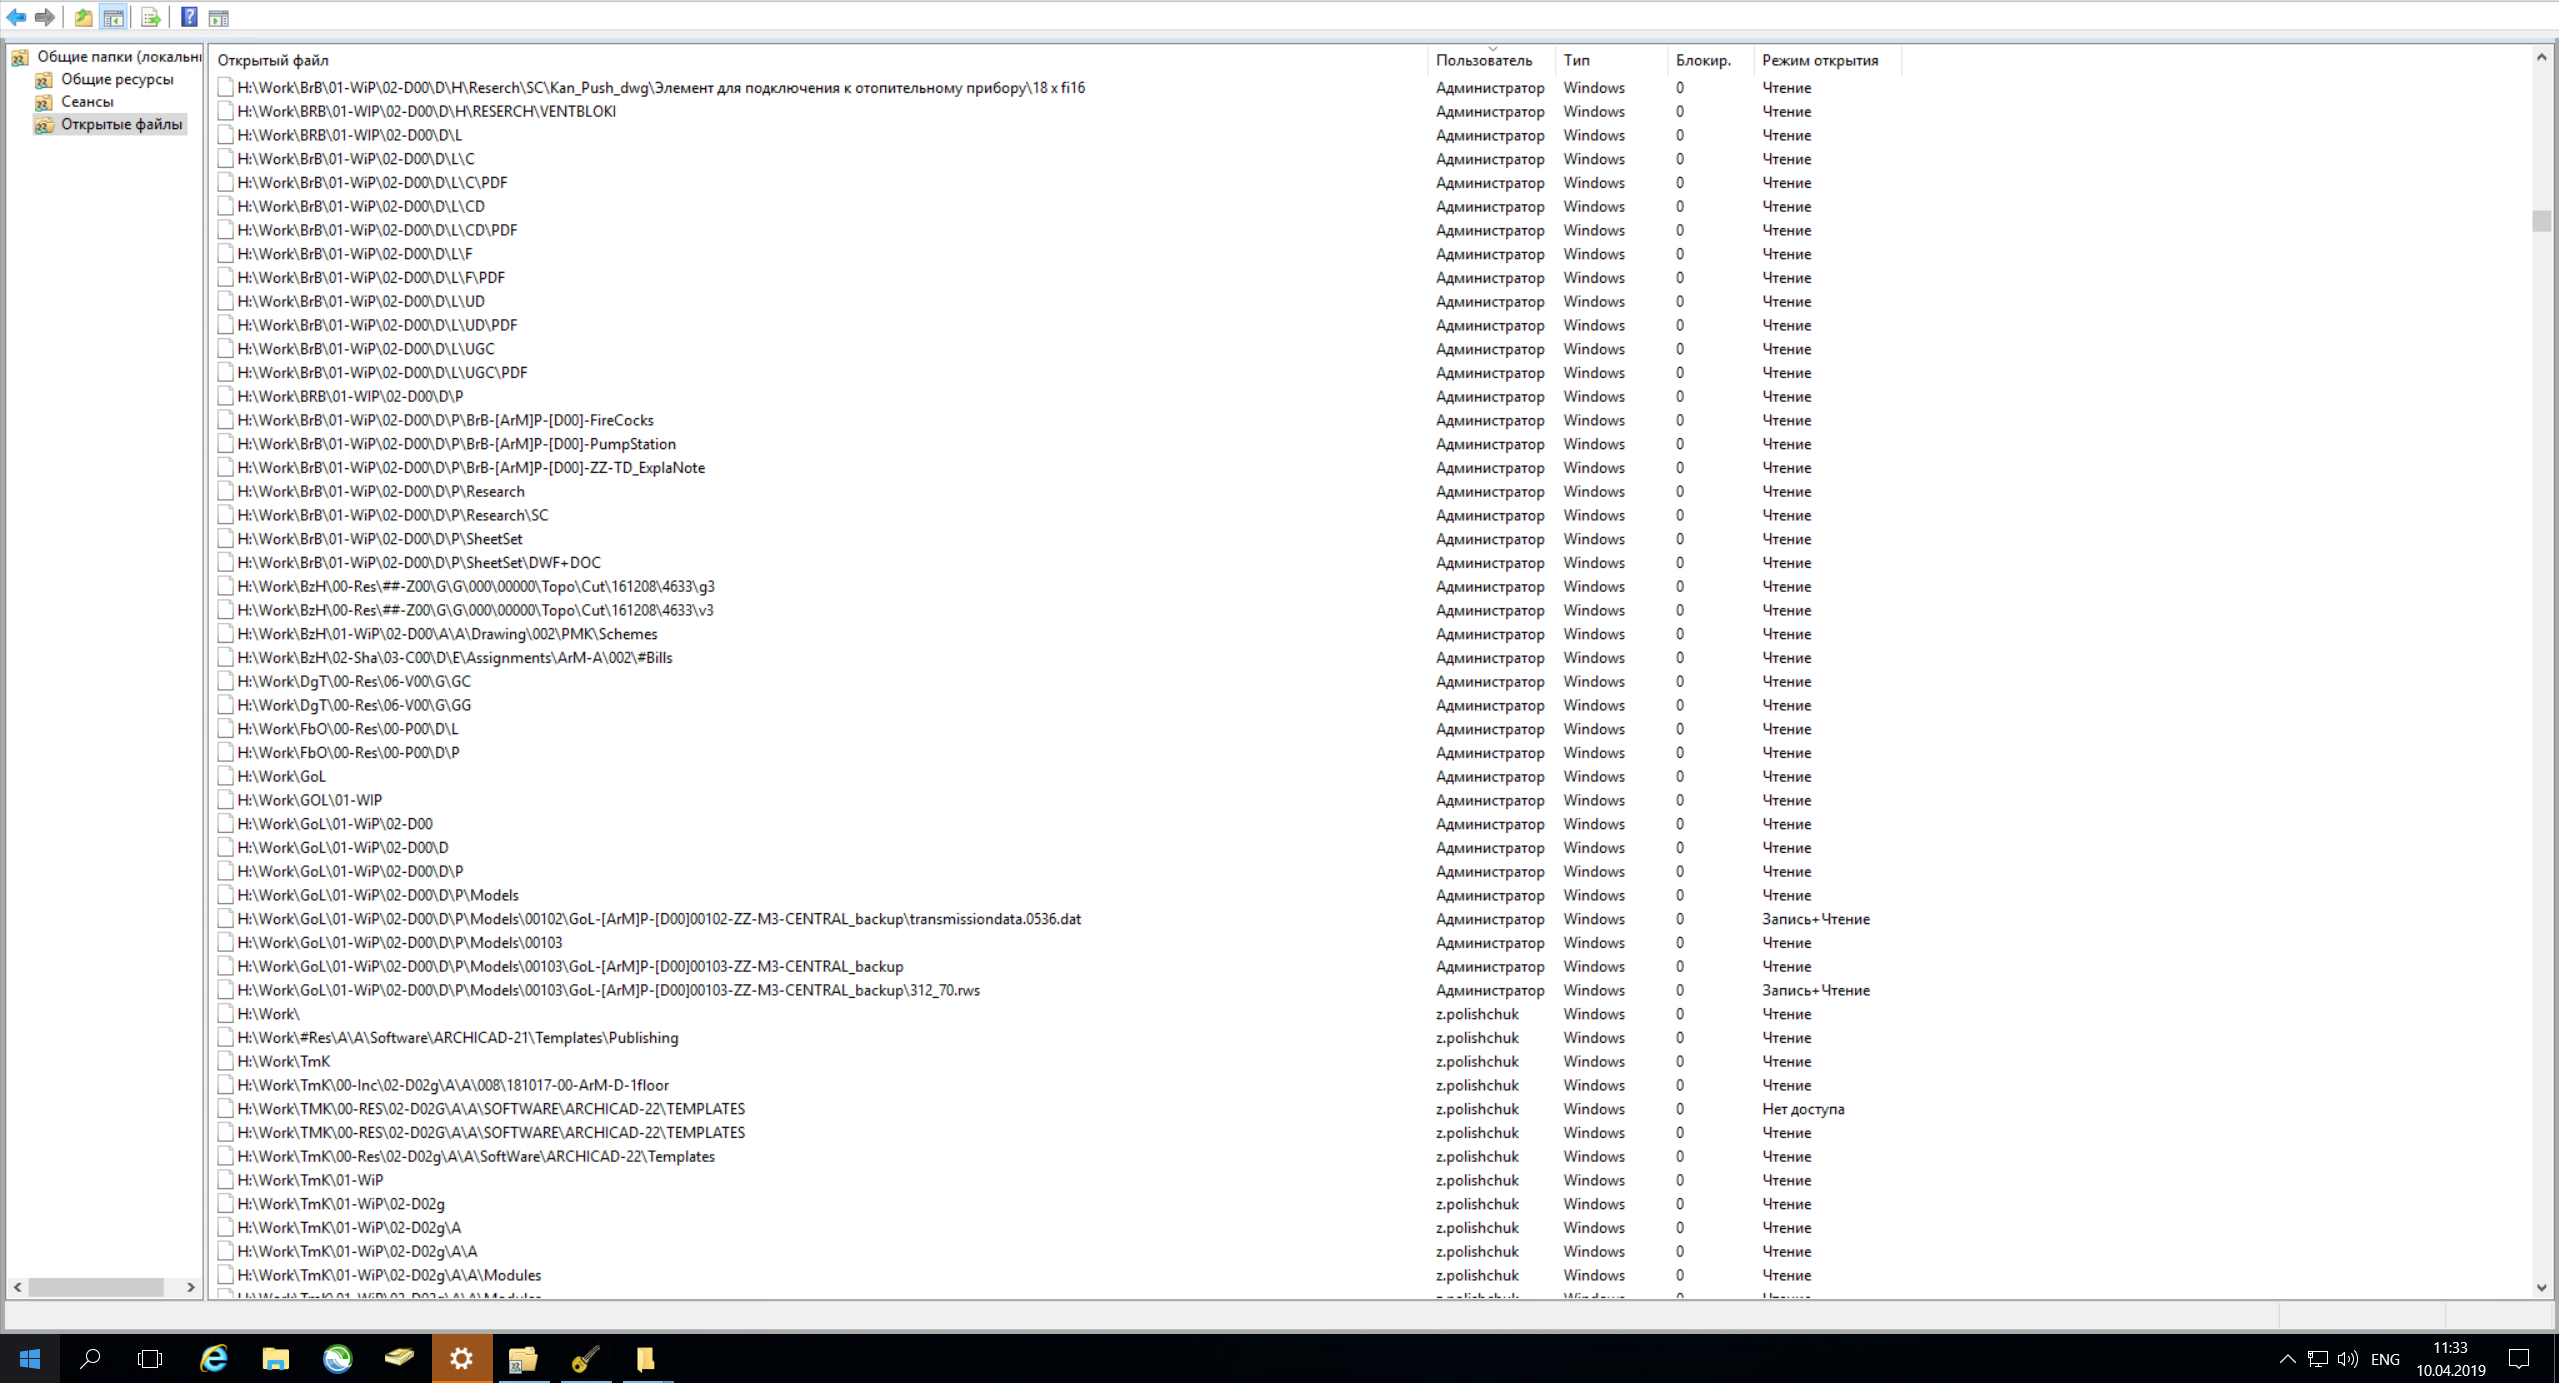 Общие папки (локальн
Общие ресурсы
Сеансы
Открытые файлы
Открытый файл Пользователь Тип Блокир. Режим открытия
H:\Work\BrB\01-WiP\02-D00\D\H\Reserch\SC\Kan_Push_dwg\Элемент для подключения к отопительному прибору\18 x fi16 Администратор Windows 0 Чтение
H:\Work\BRB\01-WIP\02-D00\D\H\RESERCH\VENTBLOKI Администратор Windows 0 Чтение
H:\Work\BRB\01-WIP\02-D00\D\L Администратор Windows 0 Чтение
H:\Work\BrB\01-WiP\02-D00\D\L\C Администратор Windows 0 Чтение
H:\Work\BrB\01-WiP\02-D00\D\L\C\PDF Администратор Windows 0 Чтение
H:\Work\BrB\01-WiP\02-D00\D\L\CD Администратор Windows 0 Чтение
H:\Work\BrB\01-WiP\02-D00\D\L\CD\PDF Администратор Windows 0 Чтение
H:\Work\BrB\01-WiP\02-D00\D\L\F Администратор Windows 0 Чтение
H:\Work\BrB\01-WiP\02-D00\D\L\F\PDF Администратор Windows 0 Чтение
H:\Work\BrB\01-WiP\02-D00\D\L\UD Администратор Windows 0 Чтение
H:\Work\BrB\01-WiP\02-D00\D\L\UD\PDF Администратор Windows 0 Чтение
H:\Work\BrB\01-WiP\02-D00\D\L\UGC Администратор Windows 0 Чтение
H:\Work\BrB\01-WiP\02-D00\D\L\UGC\PDF Администратор Windows 0 Чтение
H:\Work\BRB\01-WIP\02-D00\D\P Администратор Windows 0 Чтение
H:\Work\BrB\01-WiP\02-D00\D\P\BrB-[ArM]P-[D00]-FireCocks Администратор Windows 0 Чтение
H:\Work\BrB\01-WiP\02-D00\D\P\BrB-[ArM]P-[D00]-PumpStation Администратор Windows 0 Чтение
H:\Work\BrB\01-WiP\02-D00\D\P\BrB-[ArM]P-[D00]-ZZ-TD_ExplaNote Администратор Windows 0 Чтение
H:\Work\BrB\01-WiP\02-D00\D\P\Research Администратор Windows 0 Чтение
H:\Work\BrB\01-WiP\02-D00\D\P\Research\SC Администратор Windows 0 Чтение
H:\Work\BrB\01-WiP\02-D00\D\P\SheetSet Администратор Windows 0 Чтение
H:\Work\BrB\01-WiP\02-D00\D\P\SheetSet\DWF+DOC Администратор Windows 0 Чтение
H:\Work\BzH\00-Res\##-Z00\G\G\000\00000\Topo\Cut\161208\4633\g3 Администратор Windows 0 Чтение
H:\Work\BzH\00-Res\##-Z00\G\G\000\00000\Topo\Cut\161208\4633\v3 Администратор Windows 0 Чтение
H:\Work\BzH\01-WiP\02-D00\A\A\Drawing\002\PMK\Schemes Администратор Windows 0 Чтение
H:\Work\BzH\02-Sha\03-C00\D\E\Assignments\ArM-A\002\#Bills Администратор Windows 0 Чтение
H:\Work\DgT\00-Res\06-V00\G\GC Администратор Windows 0 Чтение
H:\Work\DgT\00-Res\06-V00\G\GG Администратор Windows 0 Чтение
H:\Work\FbO\00-Res\00-P00\D\L Администратор Windows 0 Чтение
H:\Work\FbO\00-Res\00-P00\D\P Администратор Windows 0 Чтение
H:\Work\GoL Администратор Windows 0 Чтение
H:\Work\GOL\01-WIP Администратор Windows 0 Чтение
H:\Work\GoL\01-WiP\02-D00 Администратор Windows 0 Чтение
H:\Work\GoL\01-WiP\02-D00\D Администратор Windows 0 Чтение
H:\Work\GoL\01-WiP\02-D00\D\P Администратор Windows 0 Чтение
H:\Work\GoL\01-WiP\02-D00\D\P\Models Администратор Windows 0 Чтение
H:\Work\GoL\01-WiP\02-D00\D\P\Models\00102\GoL-[ArM]P-[D00]00102-ZZ-M3-CENTRAL_backup\transmissiondata.0536.dat Администратор Windows 0 Запись+Чтение
H:\Work\GoL\01-WiP\02-D00\D\P\Models\00103 Администратор Windows 0 Чтение
H:\Work\GoL\01-WiP\02-D00\D\P\Models\00103\GoL-[ArM]P-[D00]00103-ZZ-M3-CENTRAL_backup Администратор Windows 0 Чтение
H:\Work\GoL\01-WiP\02-D00\D\P\Models\00103\GoL-[ArM]P-[D00]00103-ZZ-M3-CENTRAL_backup\312_70.rws Администратор Windows 0 Запись+Чтение
H:\Work\ z.polishchuk Windows 0 Чтение
H:\Work\#Res\A\A\Software\ARCHICAD-21\Templates\Publishing z.polishchuk Windows 0 Чтение
H:\Work\TmK z.polishchuk Windows 0 Чтение
H:\Work\TmK\00-Inc\02-D02g\A\A\008\181017-00-ArM-D-1floor z.polishchuk Windows 0 Чтение
H:\Work\TMK\00-RES\02-D02G\A\A\SOFTWARE\ARCHICAD-22\TEMPLATES z.polishchuk Windows 0 Нет доступа
H:\Work\TMK\00-RES\02-D02G\A\A\SOFTWARE\ARCHICAD-22\TEMPLATES z.polishchuk Windows 0 Чтение
H:\Work\TmK\00-Res\02-D02g\A\A\SoftWare\ARCHICAD-22\Templates z.polishchuk Windows 0 Чтение
H:\Work\TmK\01-WiP z.polishchuk Windows 0 Чтение
H:\Work\TmK\01-WiP\02-D02g z.polishchuk Windows 0 Чтение
H:\Work\TmK\01-WiP\02-D02g\A z.polishchuk Windows 0 Чтение
H:\Work\TmK\01-WiP\02-D02g\A\A z.polishchuk Windows 0 Чтение
H:\Work\TmK\01-WiP\02-D02g\A\A\Modules z.polishchuk Windows 0 Чтение
ENG
11:33
10.04.2019